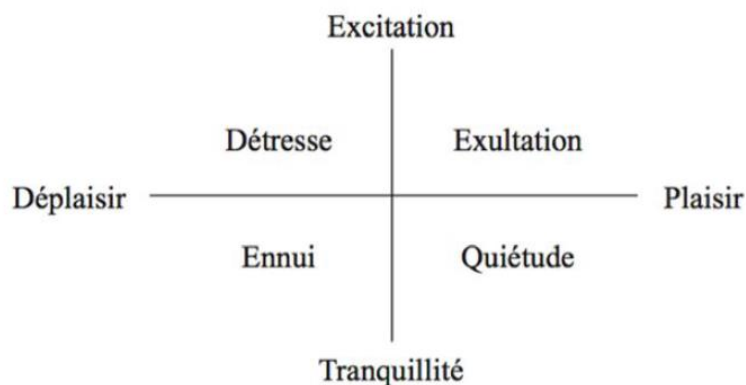 Excitation
Détresse Exultation
Déplaisir Plaisir
Ennui Quiétude
Tranquillité